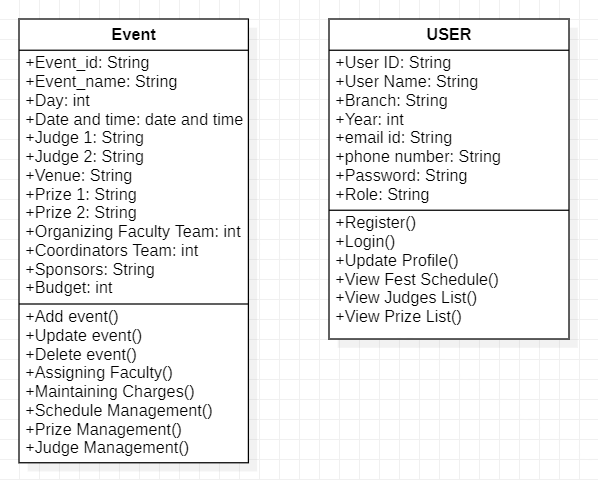 Event
+Event_id: String
+Event_name: String
+Day: int
+Date and time: date and time
+Judge 1: String
+Judge 2: String
+Venue: String
+Prize 1: String
+Prize 2: String
+Organizing Faculty Team: int
+Coordinators Team: int
+Sponsors: String
+Budget: int
+Add event()
+Update event()
+Delete event()
+Assigning Faculty()
+Maintaining Charges()
+Schedule Management()
+Prize Management()
+Judge Management()
USER
+User ID: String
+User Name: String
+Branch: String
+Year: int
+email id: String
+phone number: String
+Password: String
+Role: String
+Register()
+Login()
+Update Profile()
+View Fest Schedule()
+View Judges List()
+View Prize List()